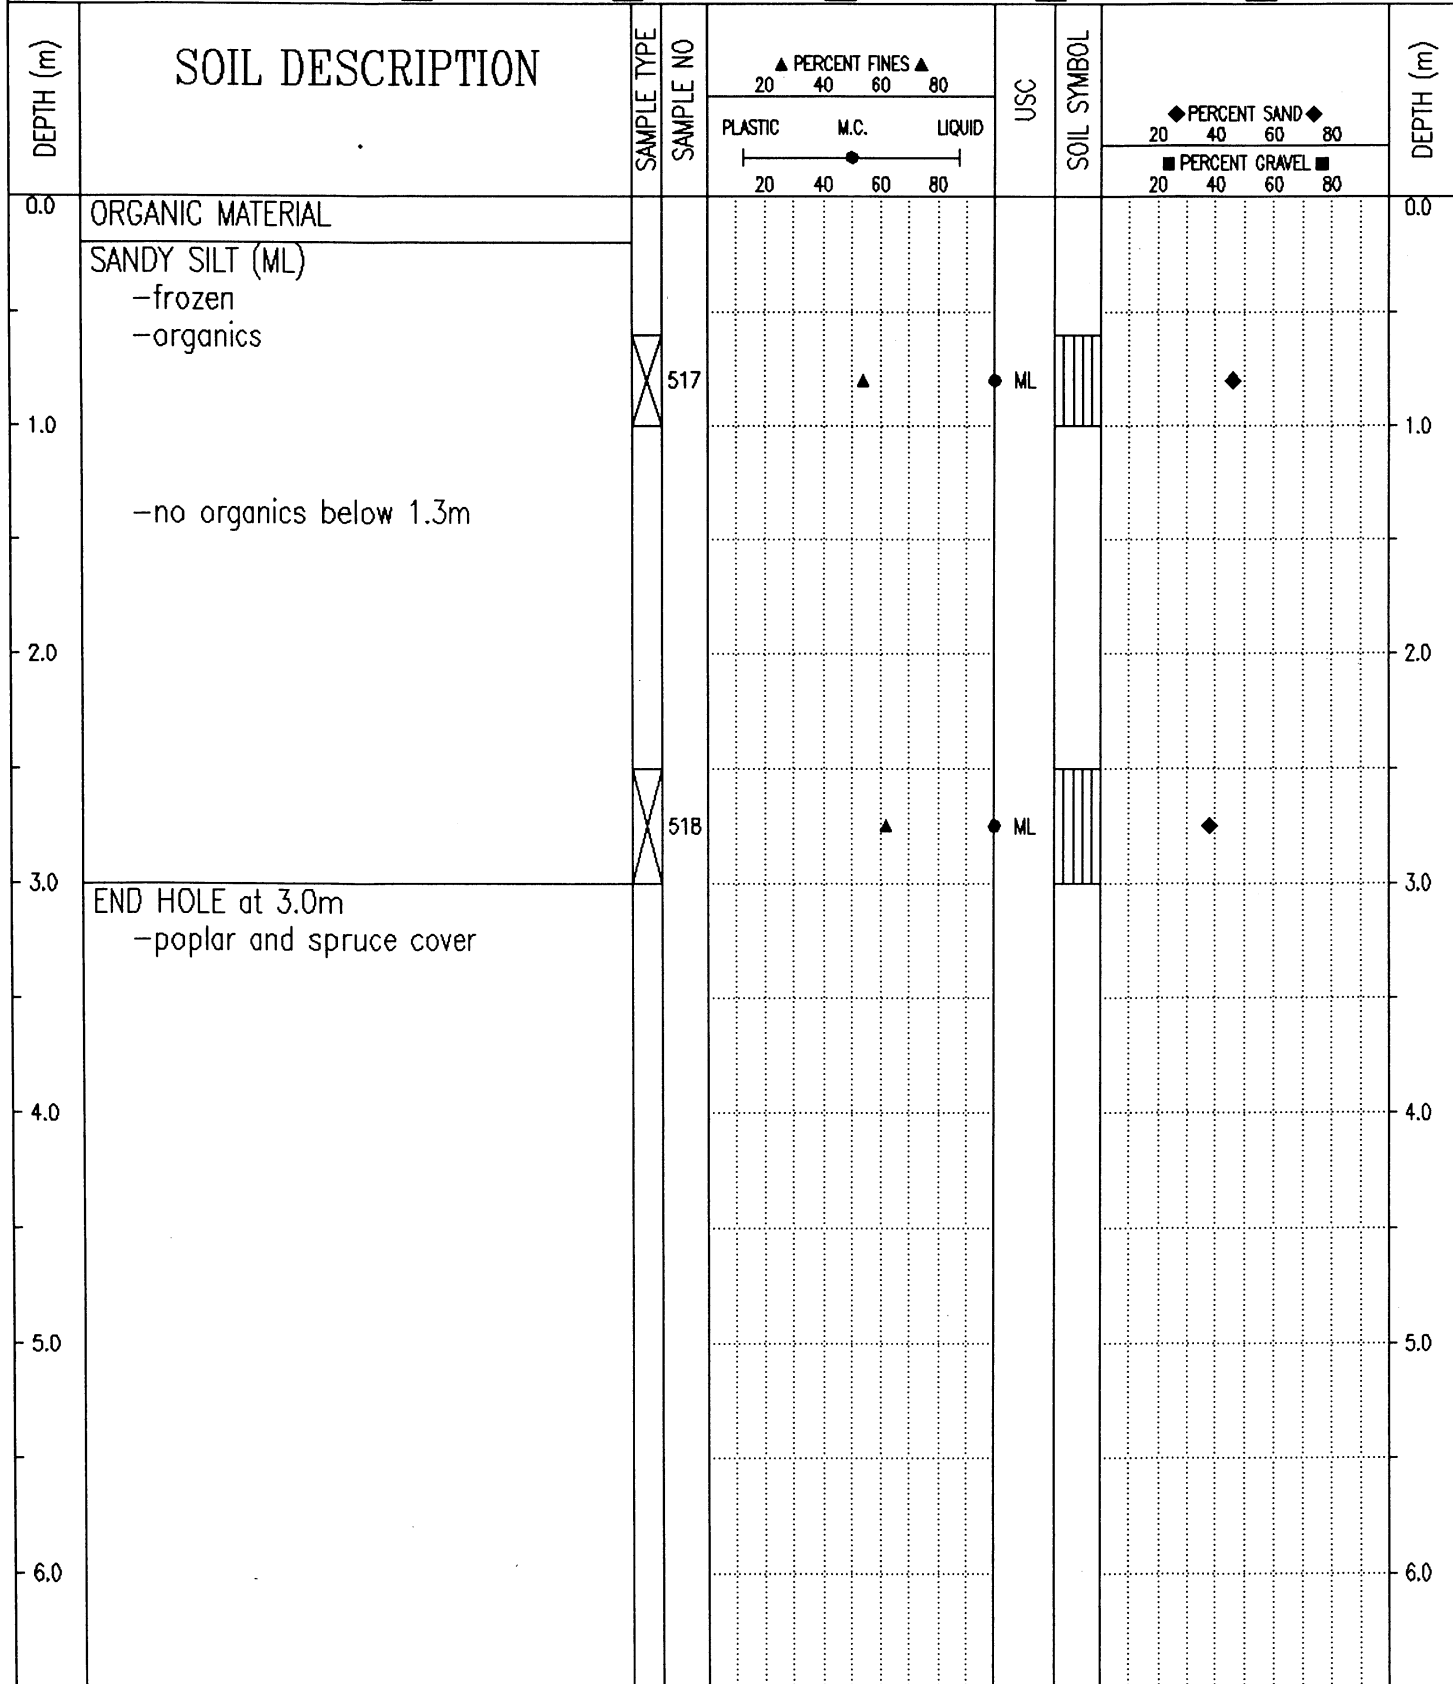 DEPTH (m)
SOIL DESCRIPTION
SAMPLE TYPE
SAMPLE NO
▲ PERCENT FINES ▲
20 40 60 80
PLASTIC M.C. LIQUID
20 40 60 80
USC
SOIL SYMBOL
◆PERCENT SAND◆
20 40 60 80
■ PERCENT GRAVEL ■
20 40 60 80
DEPTH (m)
0.0 ORGANIC MATERIAL 0.0
SANDY SILT (ML)
-frozen
-organics
517 ML
1.0 1.0
-no organics below 1.3m
2.0 2.0
518 ML
3.0 3.0
END HOLE at 3.0m
-poplar and spruce cover
4.0 4.0
5.0 5.0
6.0 6.0